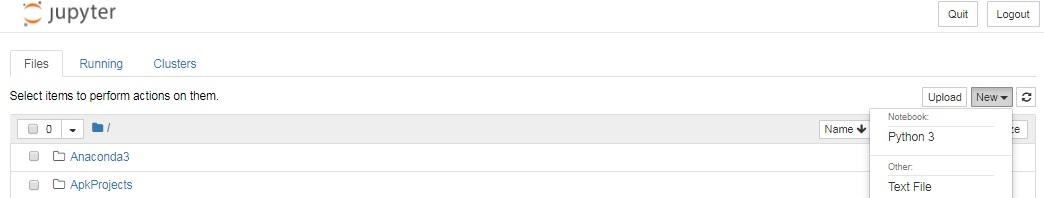 jupyter
Quit
Logout
Files
Running
Clusters
Select items to perform actions on them.
Upload
New
0
/
Name
ze
Notebook:
Python 3
Anaconda3
Other:
ApkProjects
Text File